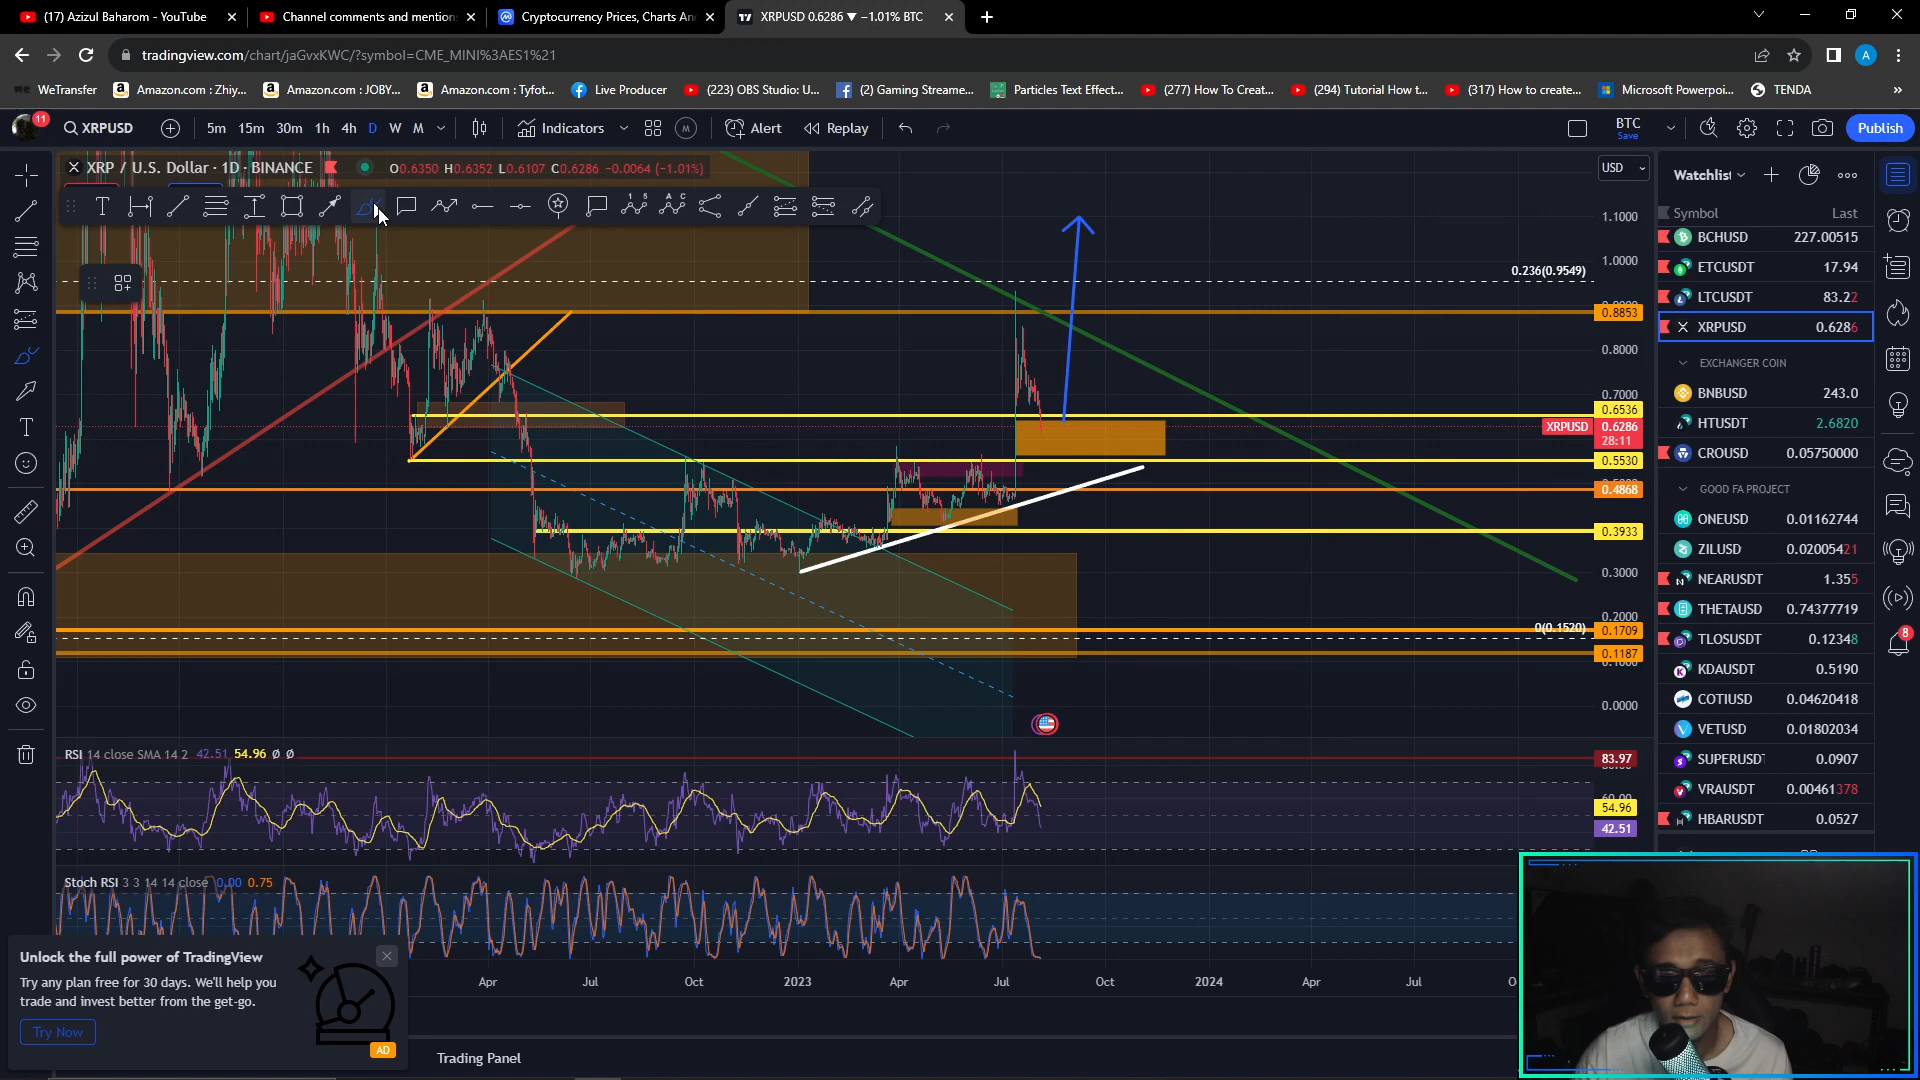 (17) Azizul Baharom - YouTube
Channel comments and mention
Cryptocurrency Prices, Charts An
XRPUSD 0.6286 ▼ −1.01% BTC
tradingview.com/chart/jaGvxKWC/?symbol=CME_MINI%3AES1%21
A
WeTransfer
Amazon.com : Zhiy...
Amazon.com : JOBY...
Amazon.com : Tyfot...
Live Producer
(223) OBS Studio: U...
(2) Gaming Streame...
Particles Text Effect...
(277) How To Creat...
(294) Tutorial How t...
(317) How to create...
Microsoft Powerpoi...
TENDA
»
11
XRPUSD
5m 15m 30m 1h 4h D W M
Indicators
M
Alert
Replay
BTC
Save
Publish
XRP / U.S. Dollar · 1D · BINANCE
O0.6350 H0.6352 L0.6107 C0.6286 −0.0064 (−1.01%)
USD
1.1000
1.0000
0.236(0.9549)
0.8853
0.8000
0.7000
0.6536
XRPUSD 0.6286
28:11
0.5530
0.4868
0.3933
0.3000
0.2000
0(0.1520)
0.1709
0.1187
0.0000
RSI 14 close SMA 14 2 42.51 54.96 Ø Ø
83.97
54.96
42.51
Stoch RSI 3 3 14 14 close 0.00 0.75
Apr Jul Oct 2023 Apr Jul Oct 2024 Apr Jul
Trading Panel
Unlock the full power of TradingView
Try any plan free for 30 days. We'll help you
trade and invest better from the get-go.
Try Now
AD
Watchlist
Symbol Last
BCHUSD 227.00515
ETCUSDT 17.94
LTCUSDT 83.22
XRPUSD 0.6286
EXCHANGER COIN
BNBUSD 243.0
HTUSDT 2.6820
CROUSD 0.05750000
GOOD FA PROJECT
ONEUSD 0.01162744
ZILUSD 0.02005421
NEARUSDT 1.355
THETAUSD 0.74377719
TLOSUSDT 0.12348
KDAUSDT 0.5190
COTIUSD 0.04620418
VETUSD 0.01802034
SUPERUSD 0.0907
VRAUSDT 0.00461378
HBARUSDT 0.0527
8